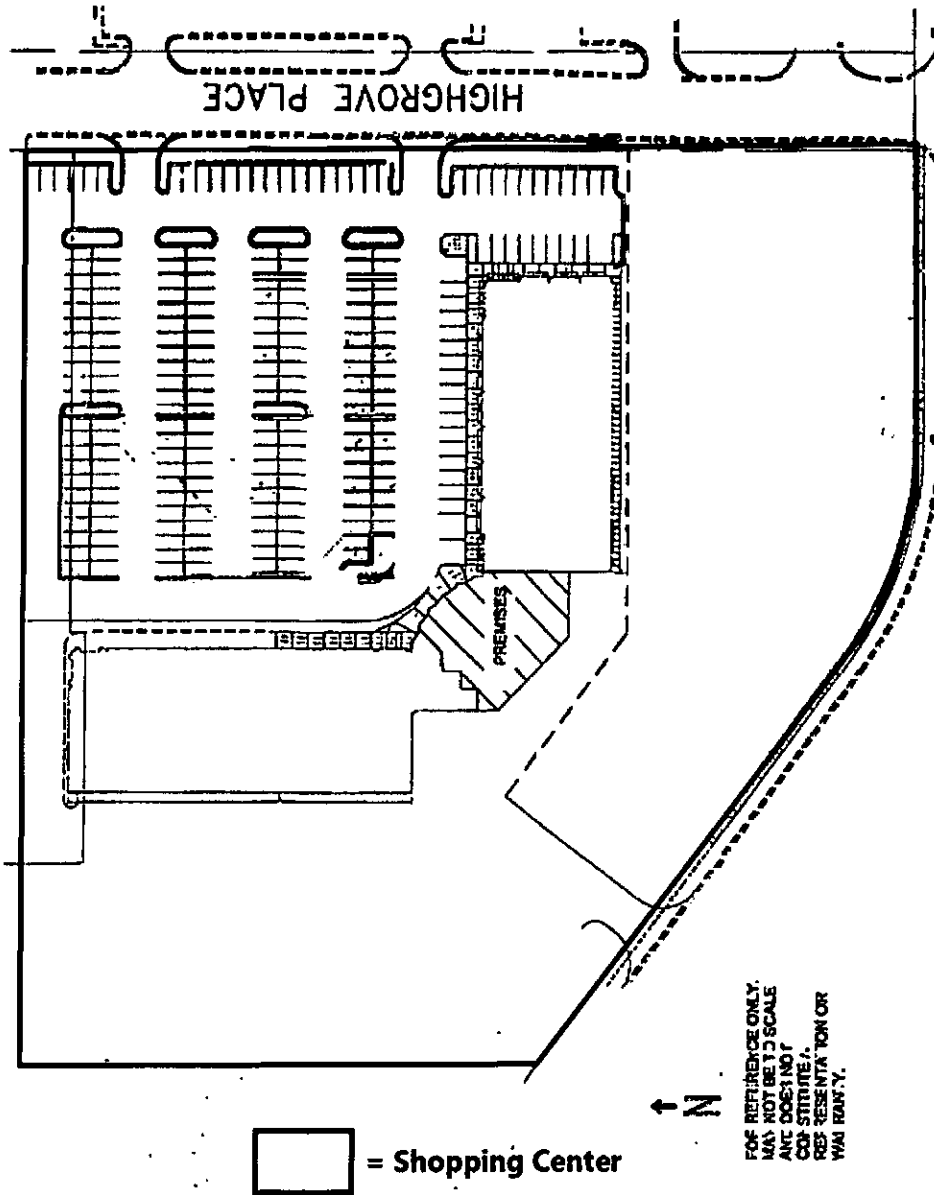 HIGHGROVE PLACE
PREMISES
N
FOR REFERENCE ONLY.
MAY NOT BE TO SCALE
AND DOES NOT
CONSTITUTE A
REPRESENTATION OR
WARRANTY.
= Shopping Center